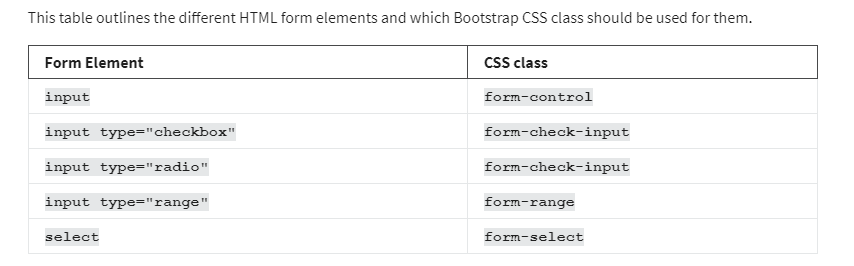 This table outlines the different HTML form elements and which Bootstrap CSS class should be used for them.
Form Element CSS class
input form-control
input type="checkbox" form-check-input
input type="radio" form-check-input
input type="range" form-range
select form-select